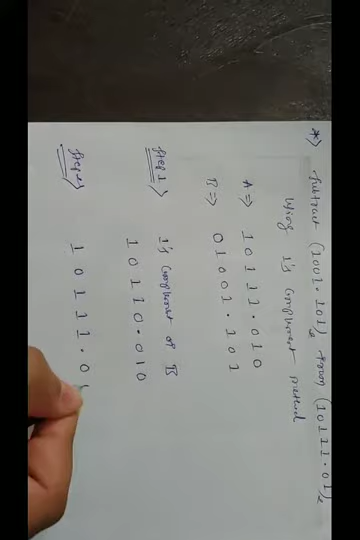 *) Subtract (1001.101)₂ from (10111.01)₂
Using 1's complement method
A => 10111.010
B => 01001.101
Step 1> 1's complement of B
10110.010
Step 2>
10111.0